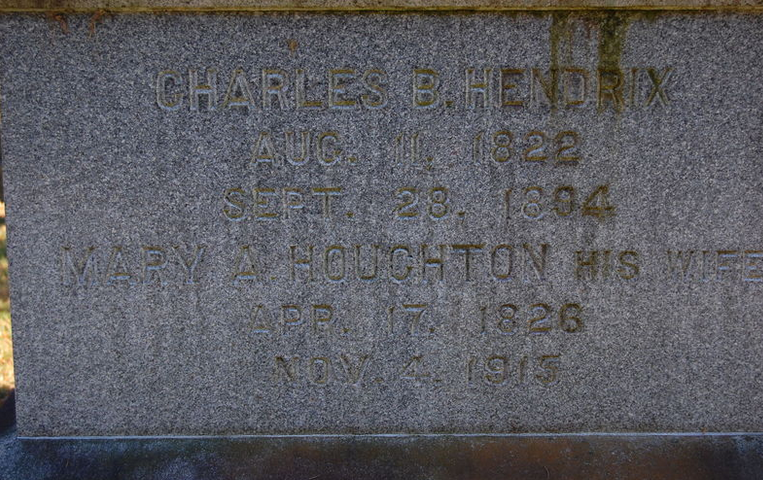 CHARLES B. HENDRIX
AUG. 11, 1822
SEPT. 28, 1804
MARY A. HOUGHTON HIS WIFE
APR. 17, 1826
NOV. 4, 1915